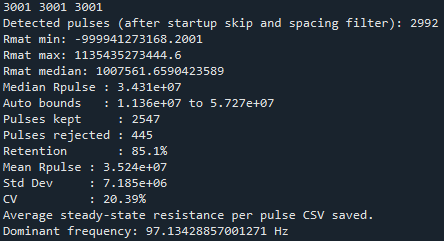 3001 3001 3001
Detected pulses (after startup skip and spacing filter): 2992
Rmat min: -999941273168.2001
Rmat max: 1135435273444.6
Rmat median: 1007561.6590423589
Median Rpulse : 3.431e+07
Auto bounds   : 1.136e+07 to 5.727e+07
Pulses kept     : 2547
Pulses rejected : 445
Retention       : 85.1%
Mean Rpulse : 3.524e+07
Std Dev     : 7.185e+06
CV          : 20.39%
Average steady-state resistance per pulse CSV saved.
Dominant frequency: 97.13428857001271 Hz